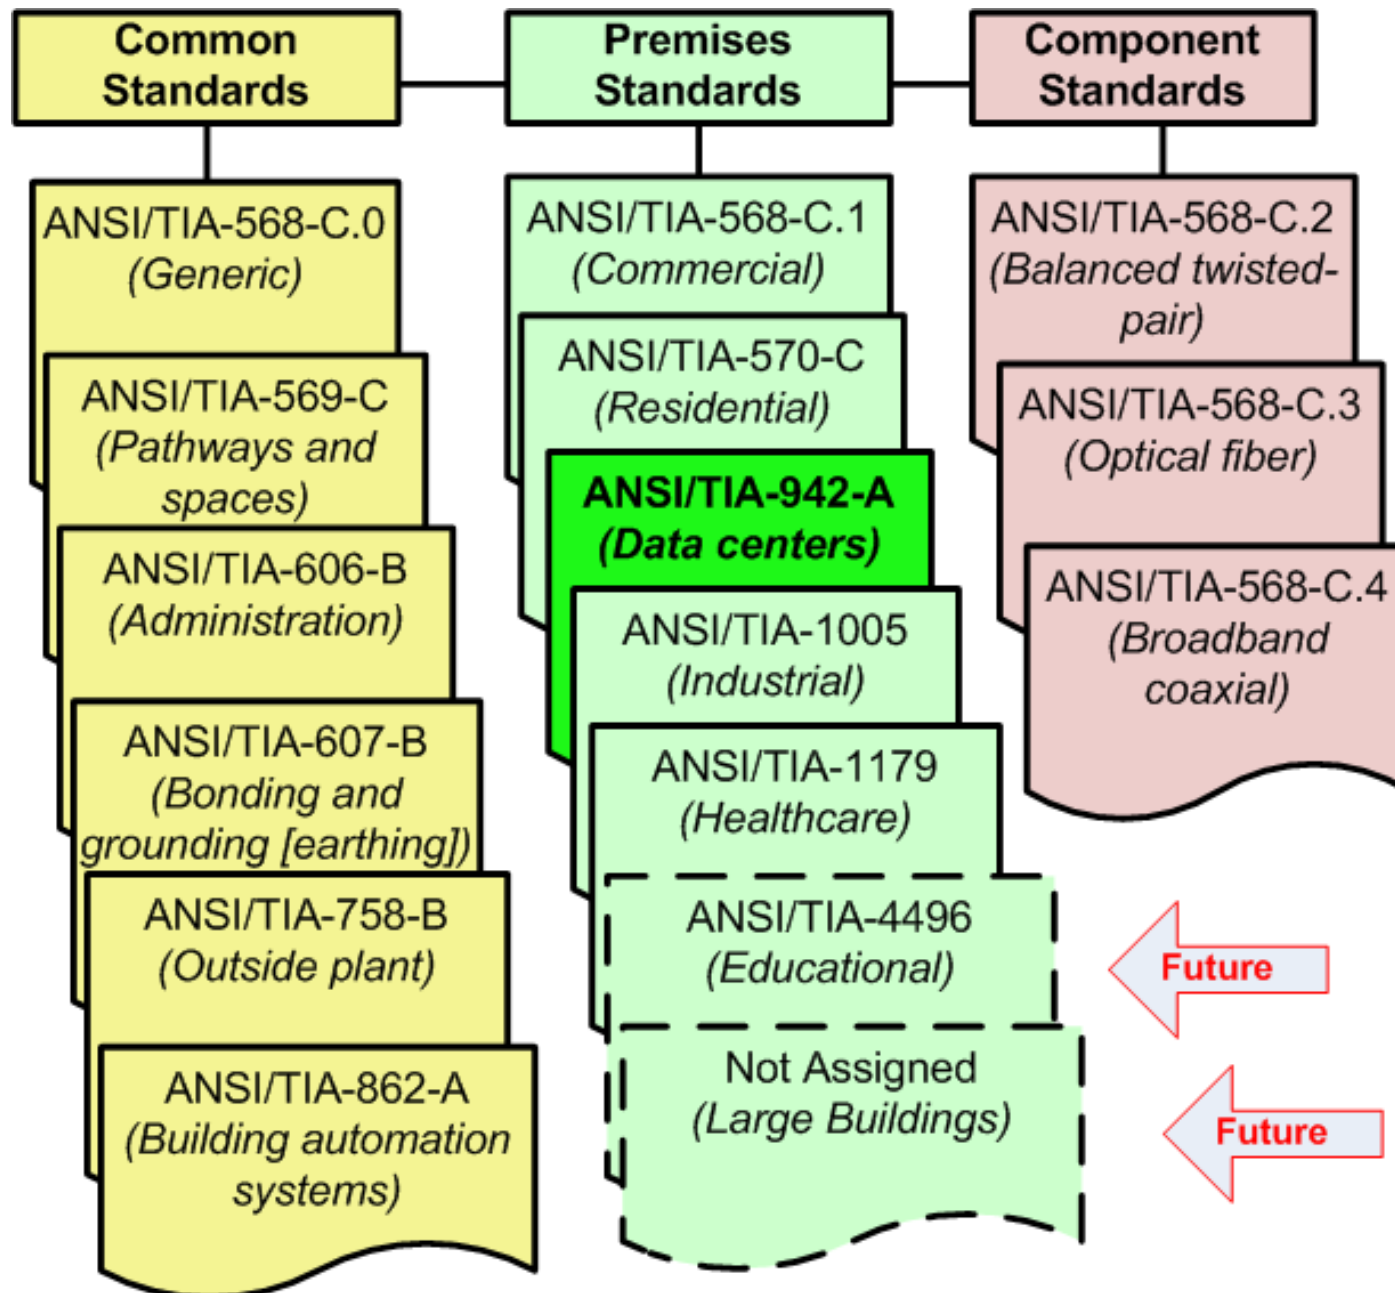 Common
Standards
ANSI/TIA-568-C.0
(Generic)
ANSI/TIA-569-C
(Pathways and
spaces)
ANSI/TIA-606-B
(Administration)
ANSI/TIA-607-B
(Bonding and
grounding [earthing])
ANSI/TIA-758-B
(Outside plant)
ANSI/TIA-862-A
(Building automation
systems)
Premises
Standards
ANSI/TIA-568-C.1
(Commercial)
ANSI/TIA-570-C
(Residential)
ANSI/TIA-942-A
(Data centers)
ANSI/TIA-1005
(Industrial)
ANSI/TIA-1179
(Healthcare)
ANSI/TIA-4496
(Educational)
Future
Not Assigned
(Large Buildings)
Future
Component
Standards
ANSI/TIA-568-C.2
(Balanced twisted-
pair)
ANSI/TIA-568-C.3
(Optical fiber)
ANSI/TIA-568-C.4
(Broadband
coaxial)